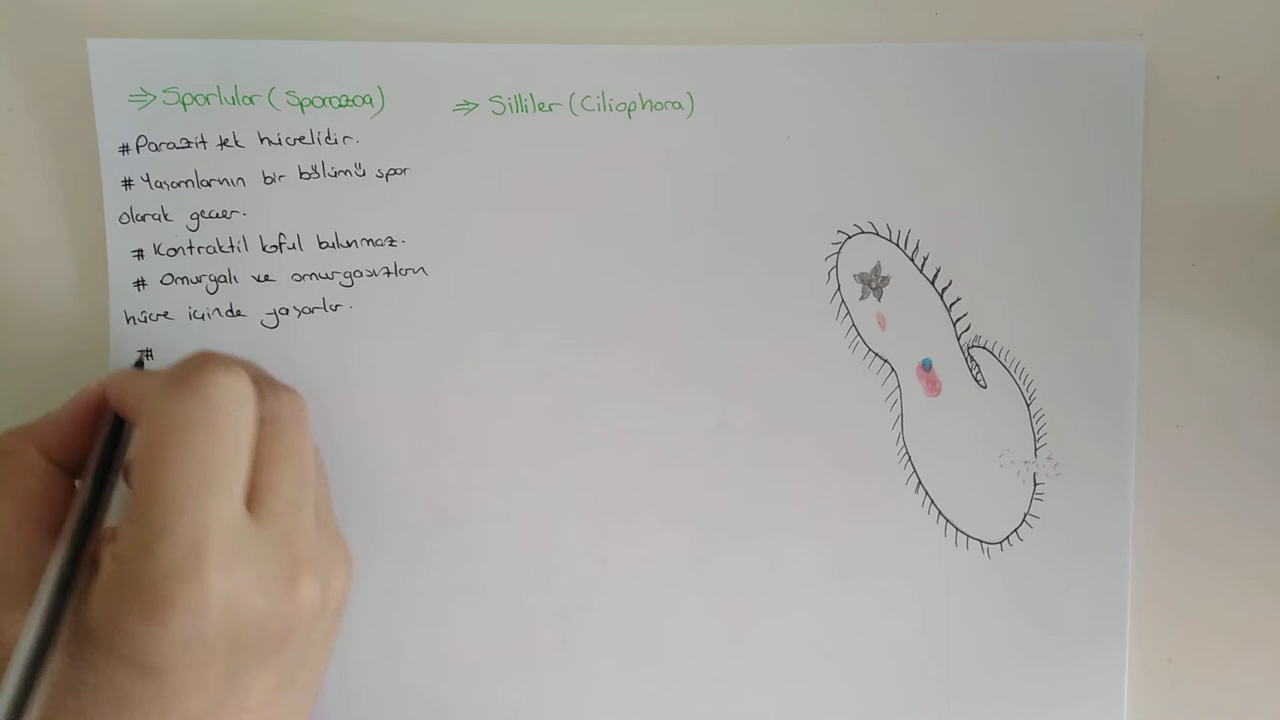 ⇒ Sporlular (Sporozoa)
⇒ Silliler (Ciliophora)
# Parazit tek hücrelidir.
# Yaşamlarının bir bölümü spor
olarak geçer.
# Kontraktil koful bulunmaz.
# Omurgalı ve omurgasızların
hücre içinde yaşarlar.
#